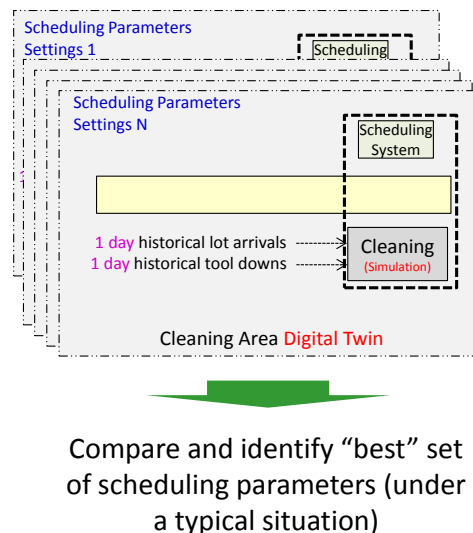 Scheduling Parameters
Settings 1
Scheduling
Scheduling Parameters
Settings N
Scheduling
System
1 day historical lot arrivals
1 day historical tool downs
Cleaning
(Simulation)
Cleaning Area Digital Twin
Compare and identify “best” set
of scheduling parameters (under
a typical situation)